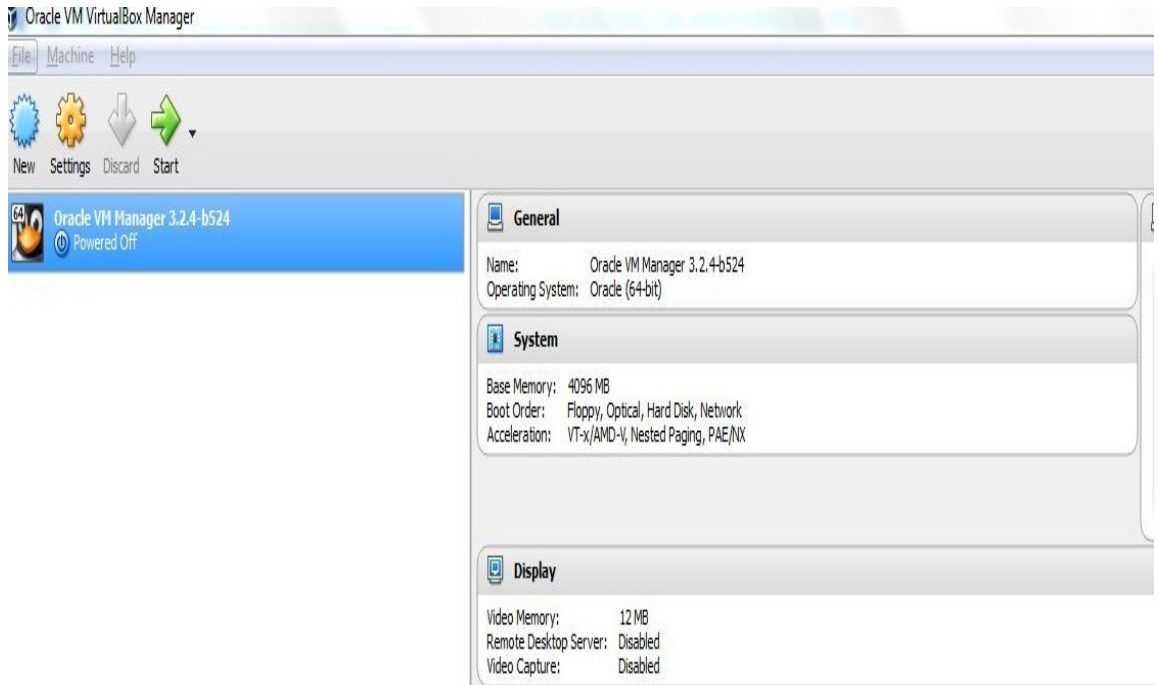 Oracle VM VirtualBox Manager
File Machine Help
New Settings Discard Start
64
Oracle VM Manager 3.2.4-b524
Powered Off
General
Name: Oracle VM Manager 3.2.4-b524
Operating System: Oracle (64-bit)
System
Base Memory: 4096 MB
Boot Order: Floppy, Optical, Hard Disk, Network
Acceleration: VT-x/AMD-V, Nested Paging, PAE/NX
Display
Video Memory: 12 MB
Remote Desktop Server: Disabled
Video Capture: Disabled